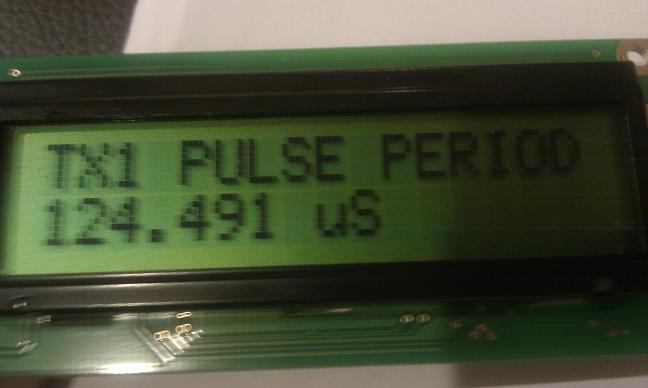 TX1 PULSE PERIOD
124.491 uS